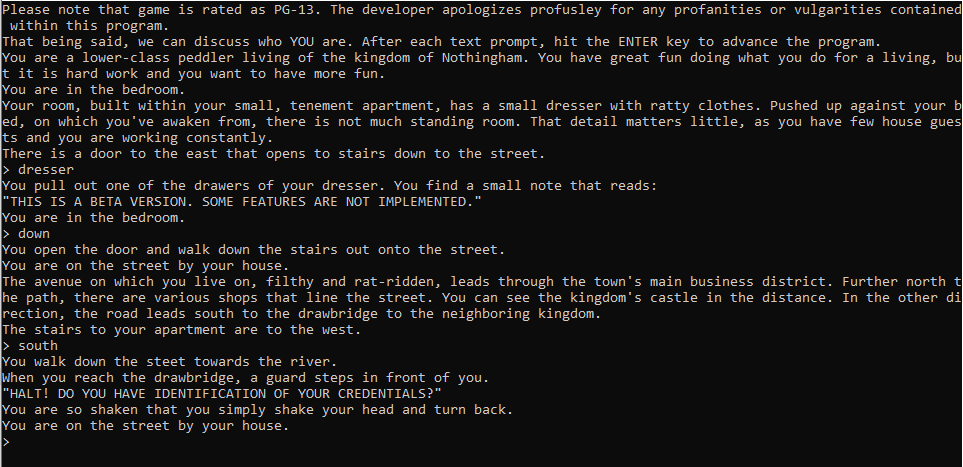 Please note that game is rated as PG-13. The developer apologizes profusley for any profanities or vulgarities contained
 within this program.
That being said, we can discuss who YOU are. After each text prompt, hit the ENTER key to advance the program.
You are a lower-class peddler living of the kingdom of Nothingham. You have great fun doing what you do for a living, bu
t it is hard work and you want to have more fun.
You are in the bedroom.
Your room, built within your small, tenement apartment, has a small dresser with ratty clothes. Pushed up against your b
ed, on which you've awaken from, there is not much standing room. That detail matters little, as you have few house gues
ts and you are working constantly.
There is a door to the east that opens to stairs down to the street.
> dresser
You pull out one of the drawers of your dresser. You find a small note that reads:
"THIS IS A BETA VERSION. SOME FEATURES ARE NOT IMPLEMENTED."
You are in the bedroom.
> down
You open the door and walk down the stairs out onto the street.
You are on the street by your house.
The avenue on which you live on, filthy and rat-ridden, leads through the town's main business district. Further north t
he path, there are various shops that line the street. You can see the kingdom's castle in the distance. In the other di
rection, the road leads south to the drawbridge to the neighboring kingdom.
The stairs to your apartment are to the west.
> south
You walk down the steet towards the river.
When you reach the drawbridge, a guard steps in front of you.
"HALT! DO YOU HAVE IDENTIFICATION OF YOUR CREDENTIALS?"
You are so shaken that you simply shake your head and turn back.
You are on the street by your house.
>